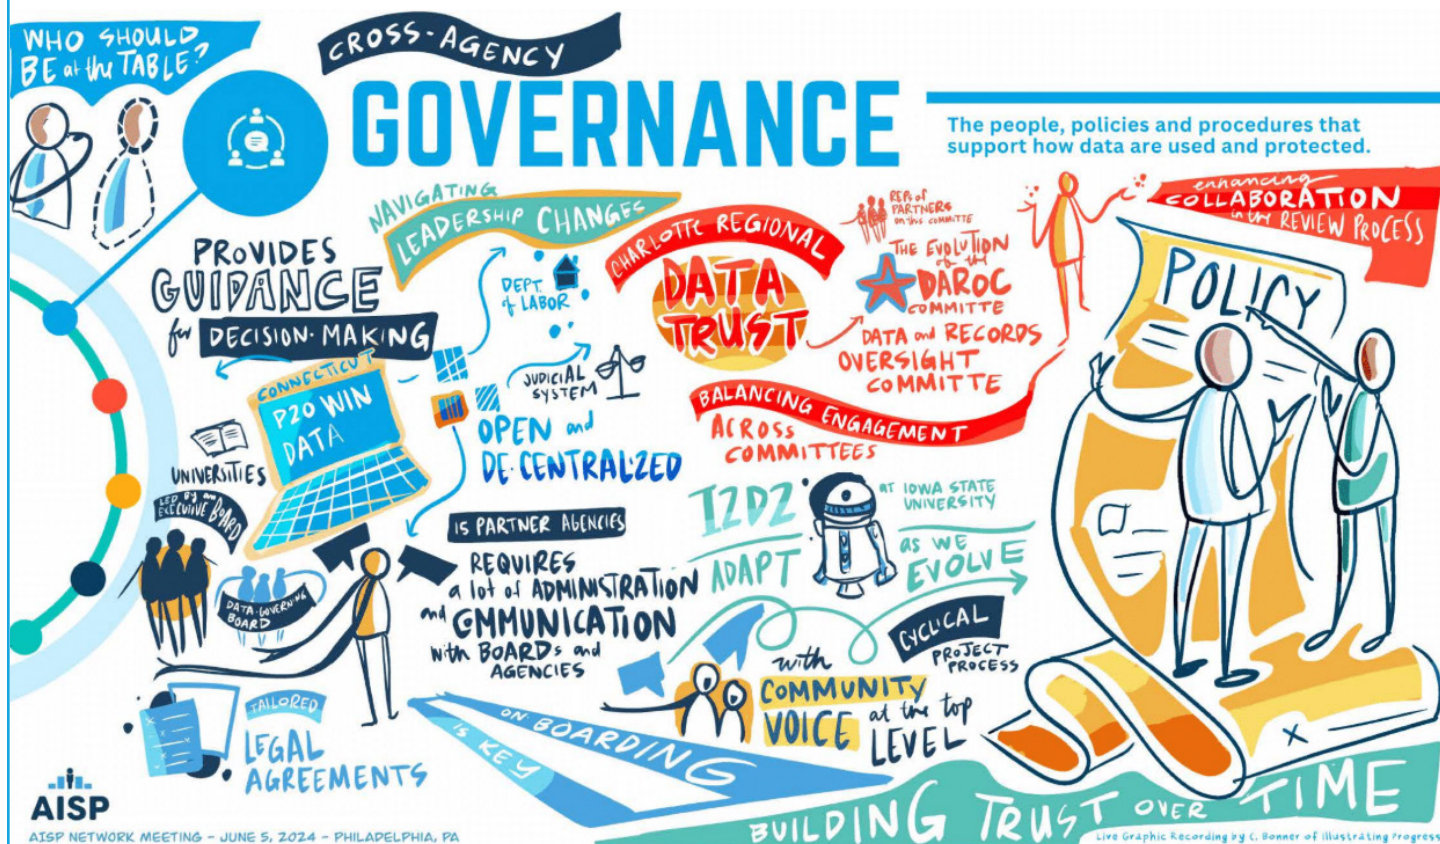 WHO SHOULD
BE at the TABLE?
CROSS-AGENCY
GOVERNANCE
The people, policies and procedures that
support how data are used and protected.
PROVIDES
GUIDANCE
for DECISION-MAKING
NAVIGATING
LEADERSHIP CHANGES
CONNECTICUT
P20 WIN
DATA
DEPT.
of LABOR
JUDICIAL
SYSTEM
OPEN and
DE-CENTRALIZED
UNIVERSITIES
LED BY an
EXECUTIVE BOARD
DATA-GOVERNING
BOARD
15 PARTNER AGENCIES
REQUIRES
a lot of ADMINISTRATION
and COMMUNICATION
with BOARDs and
AGENCIES
TAILORED
LEGAL
AGREEMENTS
CHARLOTTE REGIONAL
DATA
TRUST
REPs of
PARTNERS
on this COMMITTE
THE EVOLUTION
of the
DAROC
COMMITTE
DATA and RECORDS
OVERSIGHT
COMMITTE
BALANCING ENGAGEMENT
ACROSS
COMMITTEES
I2D2
AT IOWA STATE
UNIVERSITY
ADAPT
as WE
EVOLVE
CYCLICAL
PROJECT
PROCESS
with
COMMUNITY
VOICE at the top
LEVEL
ON BOARDING
is KEY
enhancing
COLLABORATION
in the REVIEW PROCESS
POLICY
X
BUILDING TRUST OVER TIME
AISP
AISP NETWORK MEETING - JUNE 5, 2024 - PHILADELPHIA, PA
Live Graphic Recording by C. Bonner of Illustrating Progress